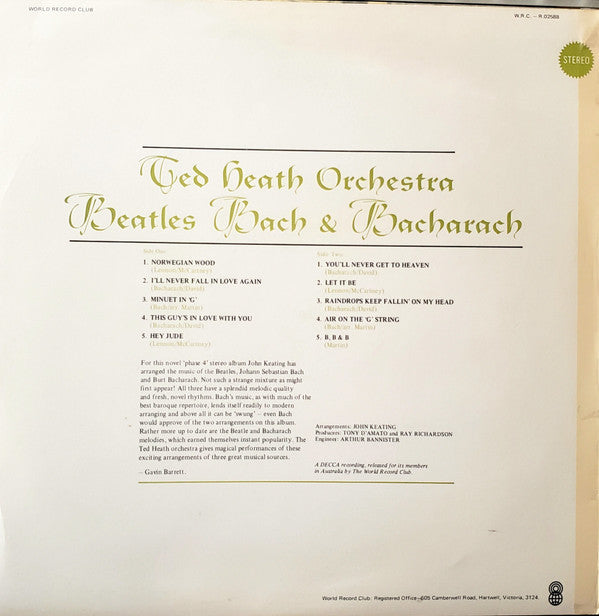 WORLD RECORD CLUB
W.R.C. – R.02588
STEREO
Ted Heath Orchestra
Beatles Bach & Bacharach
Side One
1. NORWEGIAN WOOD
(Lennon/McCartney)
2. I'LL NEVER FALL IN LOVE AGAIN
(Bacharach/David)
3. MINUET IN 'G'
(Bach/arr. Martin)
4. THIS GUY'S IN LOVE WITH YOU
(Bacharach/David)
5. HEY JUDE
(Lennon/McCartney)
Side Two
1. YOU'LL NEVER GET TO HEAVEN
(Bacharach/David)
2. LET IT BE
(Lennon/McCartney)
3. RAINDROPS KEEP FALLIN' ON MY HEAD
(Bacharach/David)
4. AIR ON THE 'G' STRING
(Bach/arr. Martin)
5. B, B & B
(Martin)
For this novel 'phase 4' stereo album John Keating has
arranged the music of the Beatles, Johann Sebastian Bach
and Burt Bacharach. Not such a strange mixture as might
first appear! All three have a splendid melodic quality
and fresh, novel rhythms. Bach's music, as with much of the
best baroque repertoire, lends itself readily to modern
arranging and above all it can be 'swung' – even Bach
would approve of the two arrangements on this album.
Rather more up to date are the Beatle and Bacharach
melodies, which earned themselves instant popularity. The
Ted Heath orchestra gives magical performances of these
exciting arrangements of three great musical sources.
– Gavin Barrett.
Arrangements: JOHN KEATING
Producers: TONY D'AMATO and RAY RICHARDSON
Engineer: ARTHUR BANNISTER
A DECCA recording, released for its members
in Australia by The World Record Club.
World Record Club: Registered Office – 605 Camberwell Road, Hartwell, Victoria, 3124.